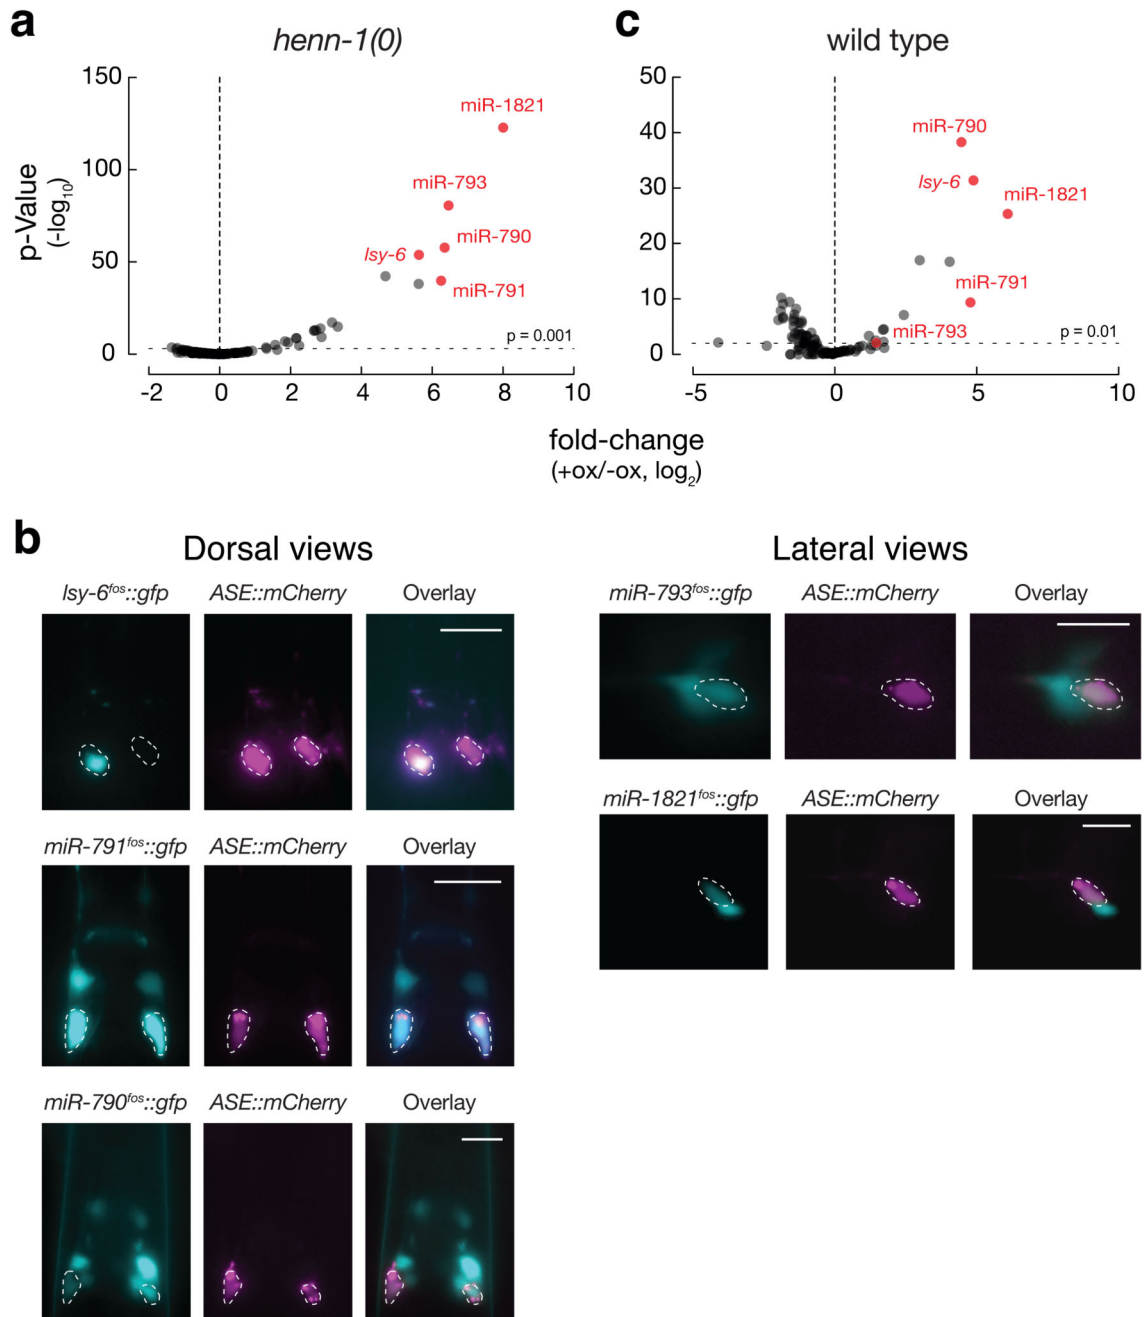 a
henn-1(0)
150
100
50
0
p-Value
(-log10)
miR-1821
miR-793
miR-790
lsy-6
miR-791
p = 0.001
-2
0
2
4
6
8
10
c
wild type
50
40
30
20
10
0
miR-790
lsy-6
miR-1821
miR-791
miR-793
p = 0.01
-5
0
5
10
fold-change
(+ox/-ox, log2)
b
Dorsal views
lsy-6fos::gfp ASE::mCherry Overlay
miR-791fos::gfp ASE::mCherry Overlay
miR-790fos::gfp ASE::mCherry Overlay
Lateral views
miR-793fos::gfp ASE::mCherry Overlay
miR-1821fos::gfp ASE::mCherry Overlay